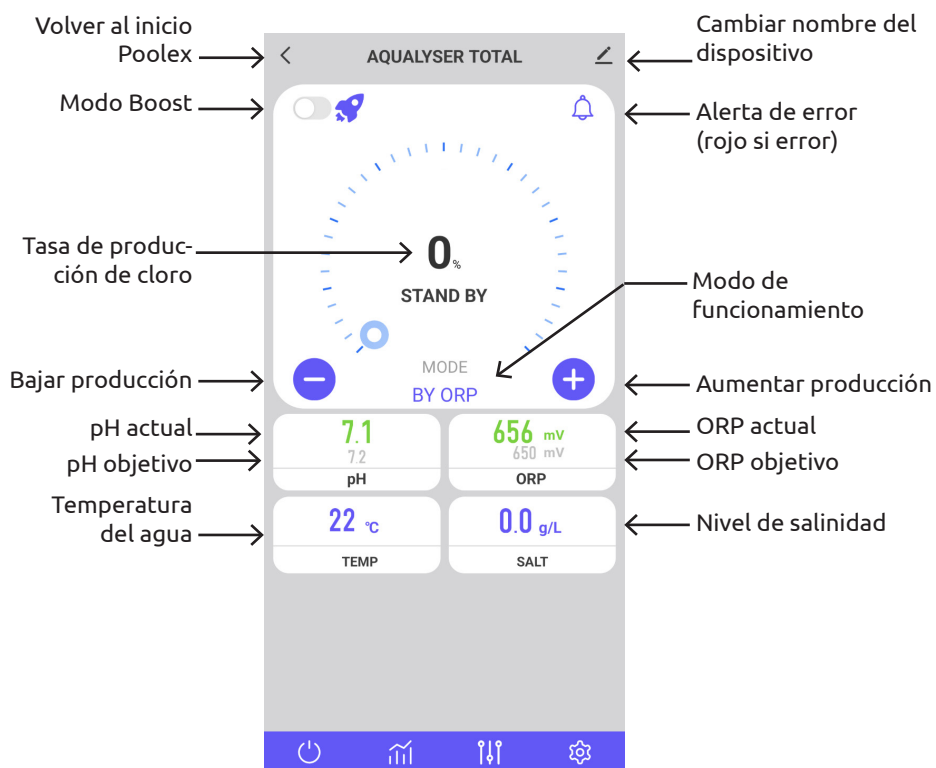 Volver al inicio
Poolex
Cambiar nombre del
dispositivo
AQUALYSER TOTAL
Modo Boost
Alerta de error
(rojo si error)
Tasa de produc-
ción de cloro
0%
STAND BY
Modo de
funcionamiento
MODE
BY ORP
Bajar producción
Aumentar producción
pH actual
7.1
656 mV
ORP actual
pH objetivo
7.2
650 mV
ORP objetivo
pH
ORP
Temperatura
del agua
22 °C
0.0 g/L
Nivel de salinidad
TEMP
SALT